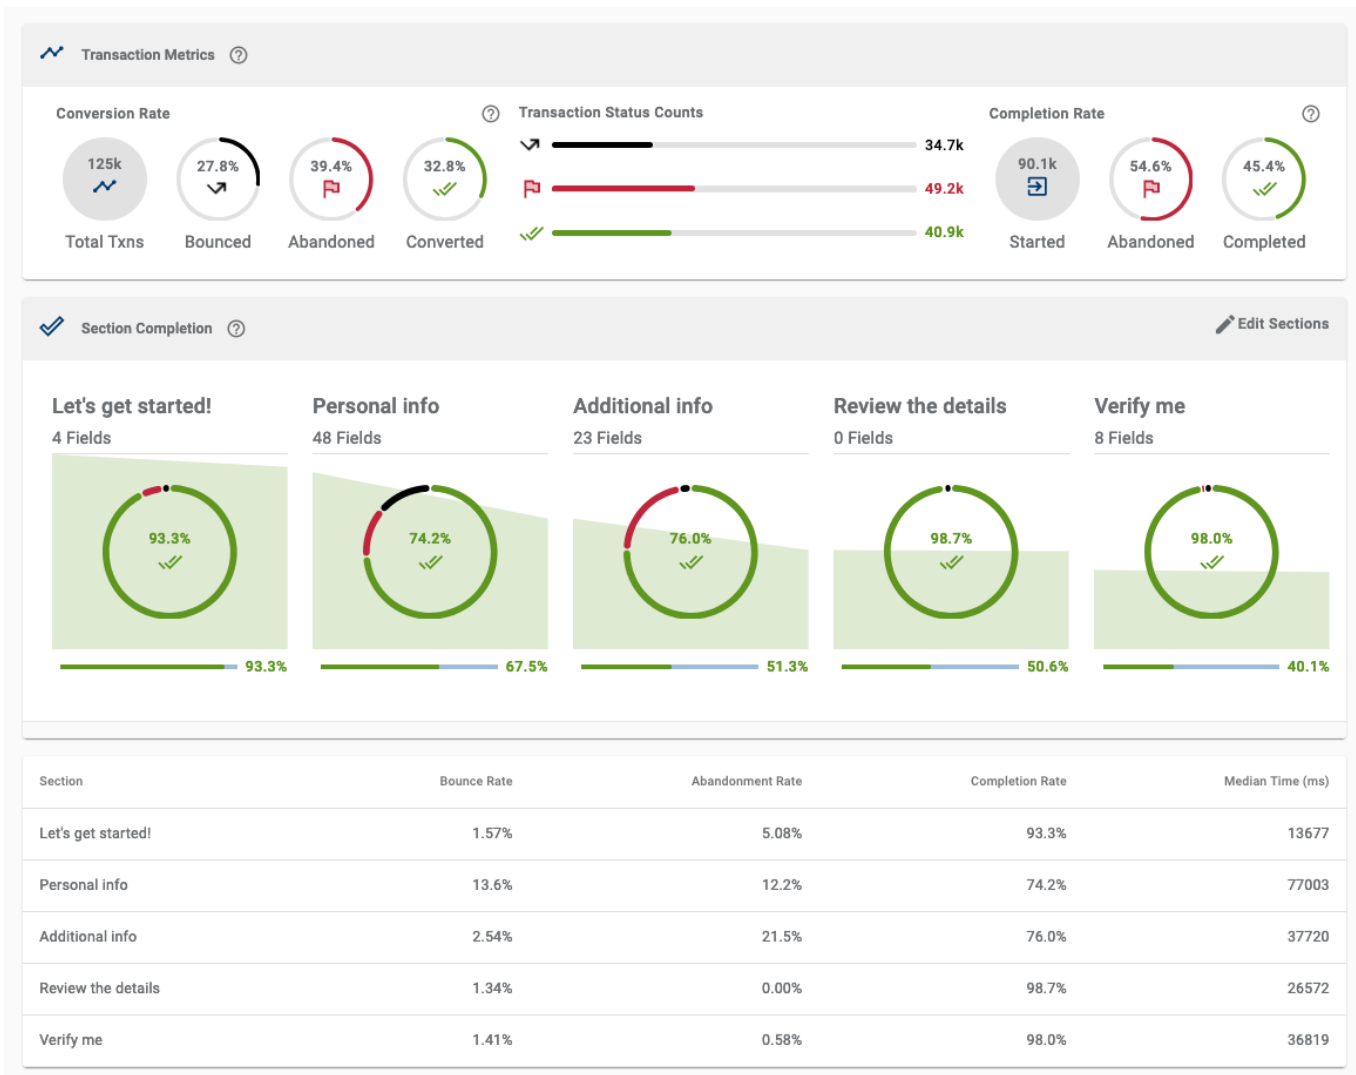 Transaction Metrics
Conversion Rate
125k
Total Txns
27.8%
Bounced
39.4%
Abandoned
32.8%
Converted
Transaction Status Counts
34.7k
49.2k
40.9k
Completion Rate
90.1k
Started
54.6%
Abandoned
45.4%
Completed
Section Completion
Edit Sections
Let's get started!
4 Fields
93.3%
93.3%
Personal info
48 Fields
74.2%
67.5%
Additional info
23 Fields
76.0%
51.3%
Review the details
0 Fields
98.7%
50.6%
Verify me
8 Fields
98.0%
40.1%
Section Bounce Rate Abandonment Rate Completion Rate Median Time (ms)
Let's get started! 1.57% 5.08% 93.3% 13677
Personal info 13.6% 12.2% 74.2% 77003
Additional info 2.54% 21.5% 76.0% 37720
Review the details 1.34% 0.00% 98.7% 26572
Verify me 1.41% 0.58% 98.0% 36819